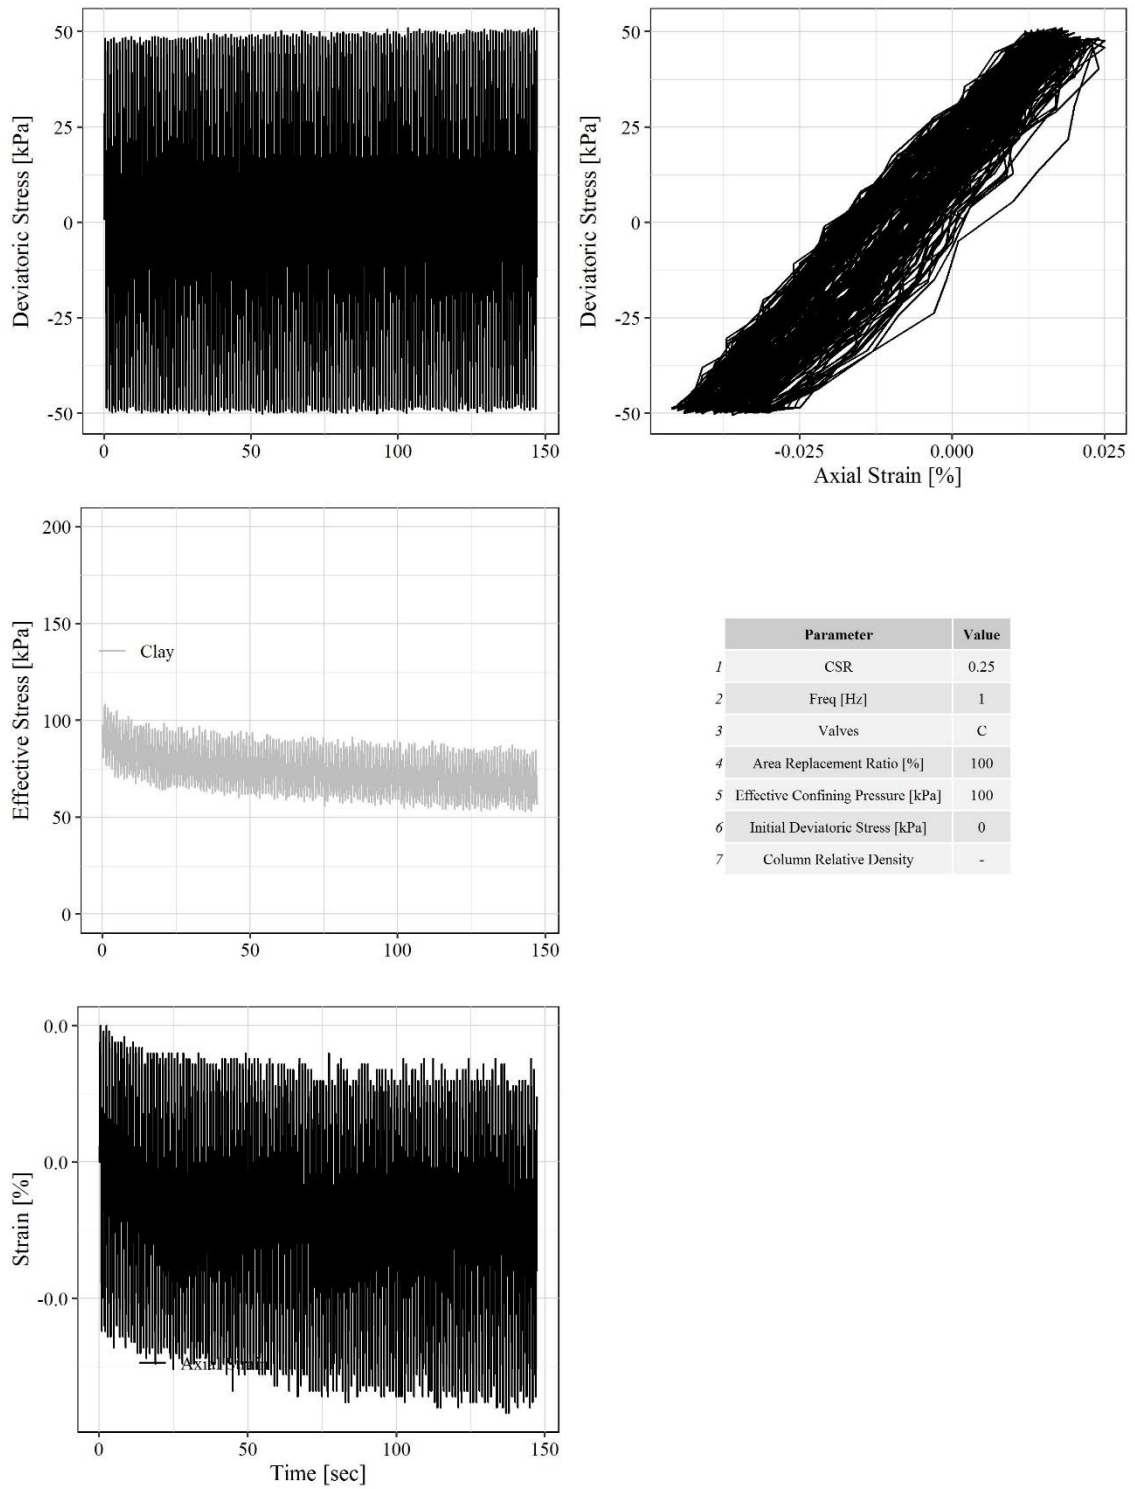 Deviatoric Stress [kPa]
50
25
0
-25
-50
0
50
100
150
Deviatoric Stress [kPa]
50
25
0
-25
-50
-0.025
0.000
0.025
Axial Strain [%]
Effective Stress [kPa]
200
150
100
50
0
Clay
0
50
100
150
Parameter Value
1 CSR 0.25
2 Freq [Hz] 1
3 Valves C
4 Area Replacement Ratio [%] 100
5 Effective Confining Pressure [kPa] 100
6 Initial Deviatoric Stress [kPa] 0
7 Column Relative Density -
Strain [%]
0.0
0.0
-0.0
Axial Strain
0
50
100
150
Time [sec]